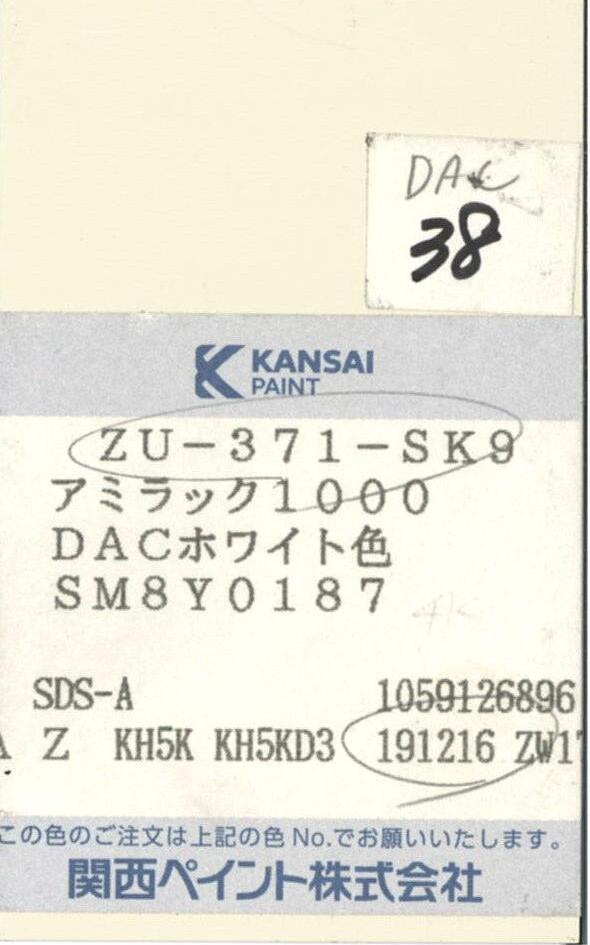 DAC
38
KANSAI
PAINT
ZU-371-SK9
アミラック1000
DACホワイト色
SM8Y0187
SDS-A 1059126896
A Z KH5K KH5KD3 191216 ZW17
この色のご注文は上記の色No.でお願いいたします。
関西ペイント株式会社